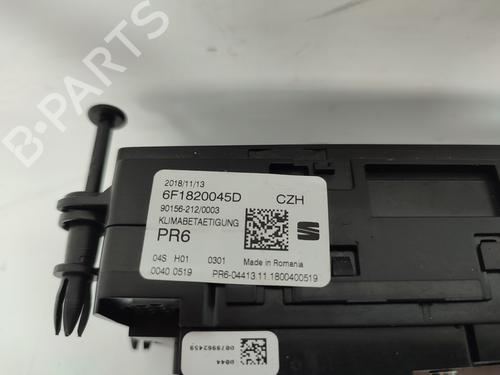 B-PARTS
2018/11/13
6F1820045D CZH
90156-212/0003
KLIMABETAETIGUNG
PR6
04S H01 0301 Made in Romania
0040 0519 PR6-04413.11.1800400519
0044
0079962459